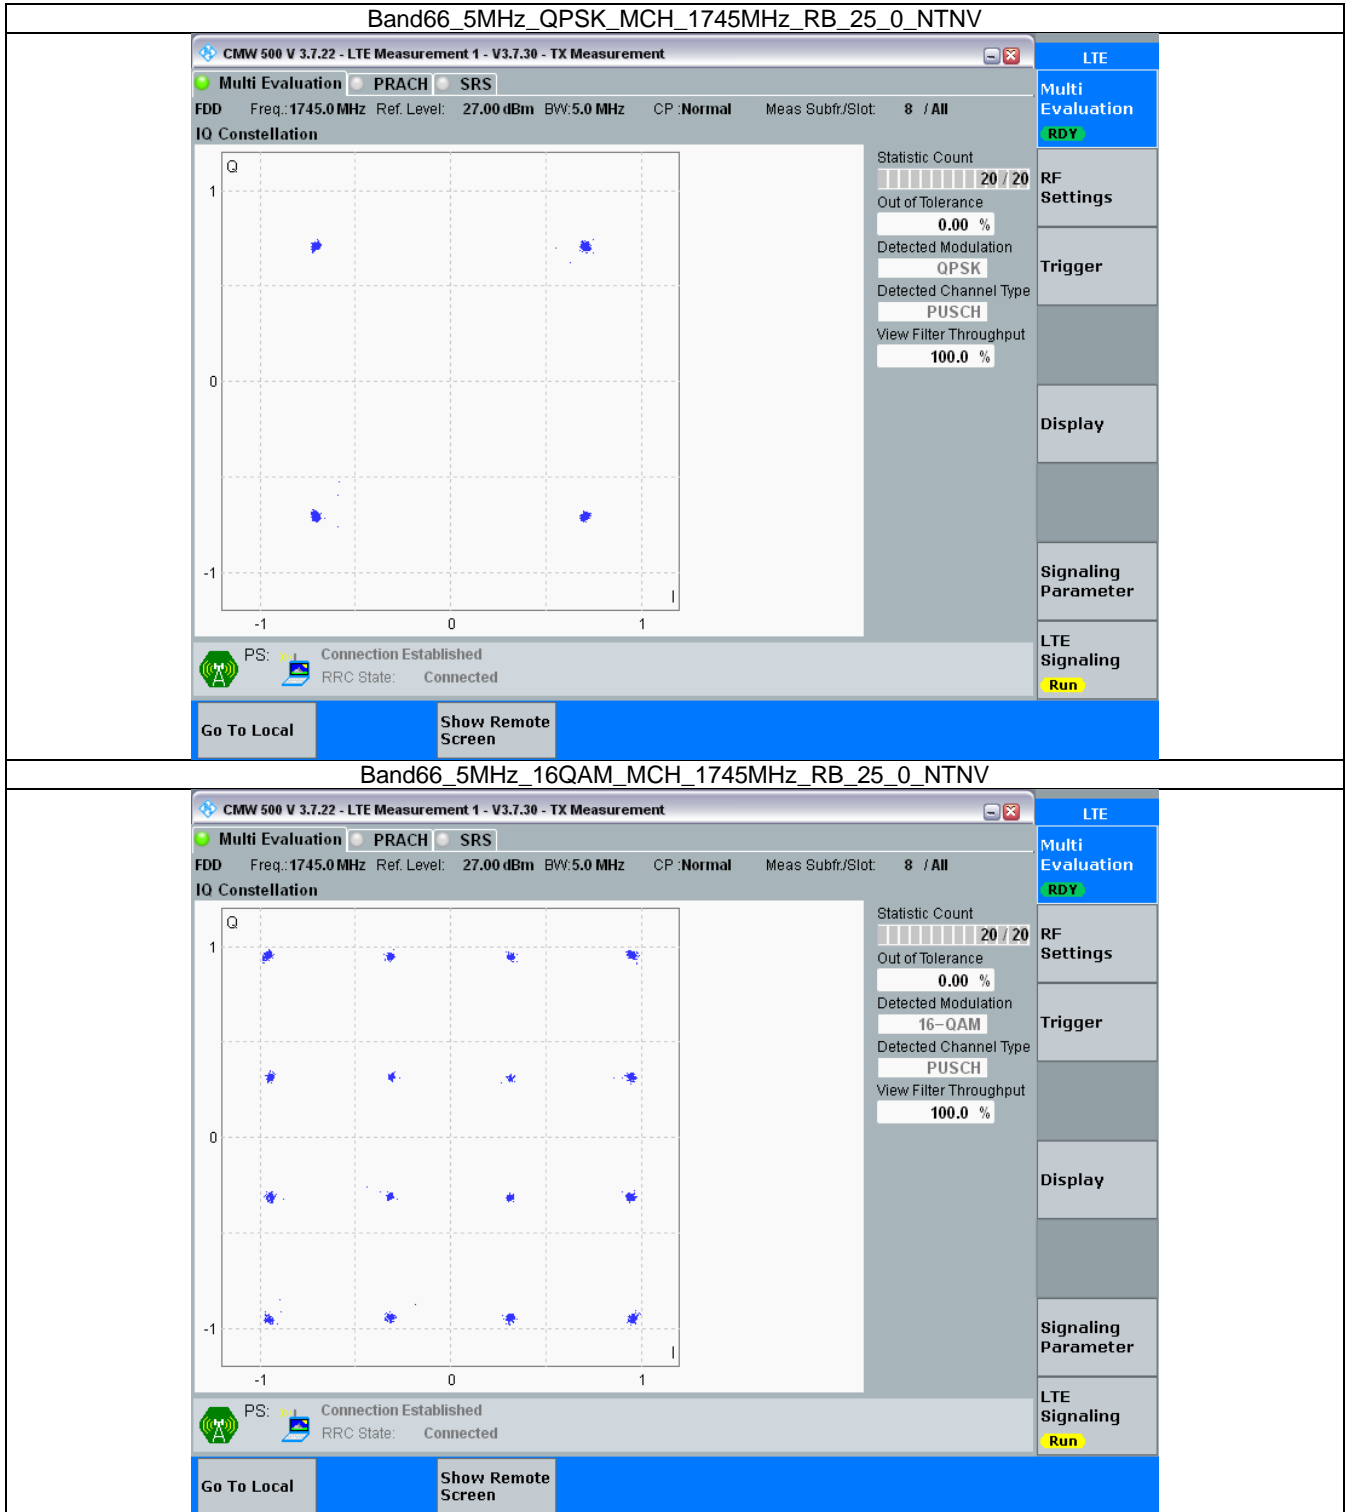 Band66_5MHz_QPSK_MCH_1745MHz_RB_25_0_NTNV
CMW 500 V 3.7.22 - LTE Measurement 1 - V3.7.30 - TX Measurement
LTE
Multi Evaluation PRACH SRS
Multi
Evaluation
RDY
FDD Freq.:1745.0 MHz Ref. Level: 27.00 dBm BW:5.0 MHz CP :Normal Meas Subfr./Slot: 8 / All
IQ Constellation
Q
1
0
-1
-1 0 1
I
Statistic Count
20 / 20
Out of Tolerance
0.00 %
Detected Modulation
QPSK
Detected Channel Type
PUSCH
View Filter Throughput
100.0 %
RF
Settings
Trigger
Display
Signaling
Parameter
LTE
Signaling
Run
PS: Connection Established
RRC State: Connected
Go To Local
Show Remote
Screen
Band66_5MHz_16QAM_MCH_1745MHz_RB_25_0_NTNV
CMW 500 V 3.7.22 - LTE Measurement 1 - V3.7.30 - TX Measurement
LTE
Multi Evaluation PRACH SRS
Multi
Evaluation
RDY
FDD Freq.:1745.0 MHz Ref. Level: 27.00 dBm BW:5.0 MHz CP :Normal Meas Subfr./Slot: 8 / All
IQ Constellation
Q
1
0
-1
-1 0 1
I
Statistic Count
20 / 20
Out of Tolerance
0.00 %
Detected Modulation
16-QAM
Detected Channel Type
PUSCH
View Filter Throughput
100.0 %
RF
Settings
Trigger
Display
Signaling
Parameter
LTE
Signaling
Run
PS: Connection Established
RRC State: Connected
Go To Local
Show Remote
Screen